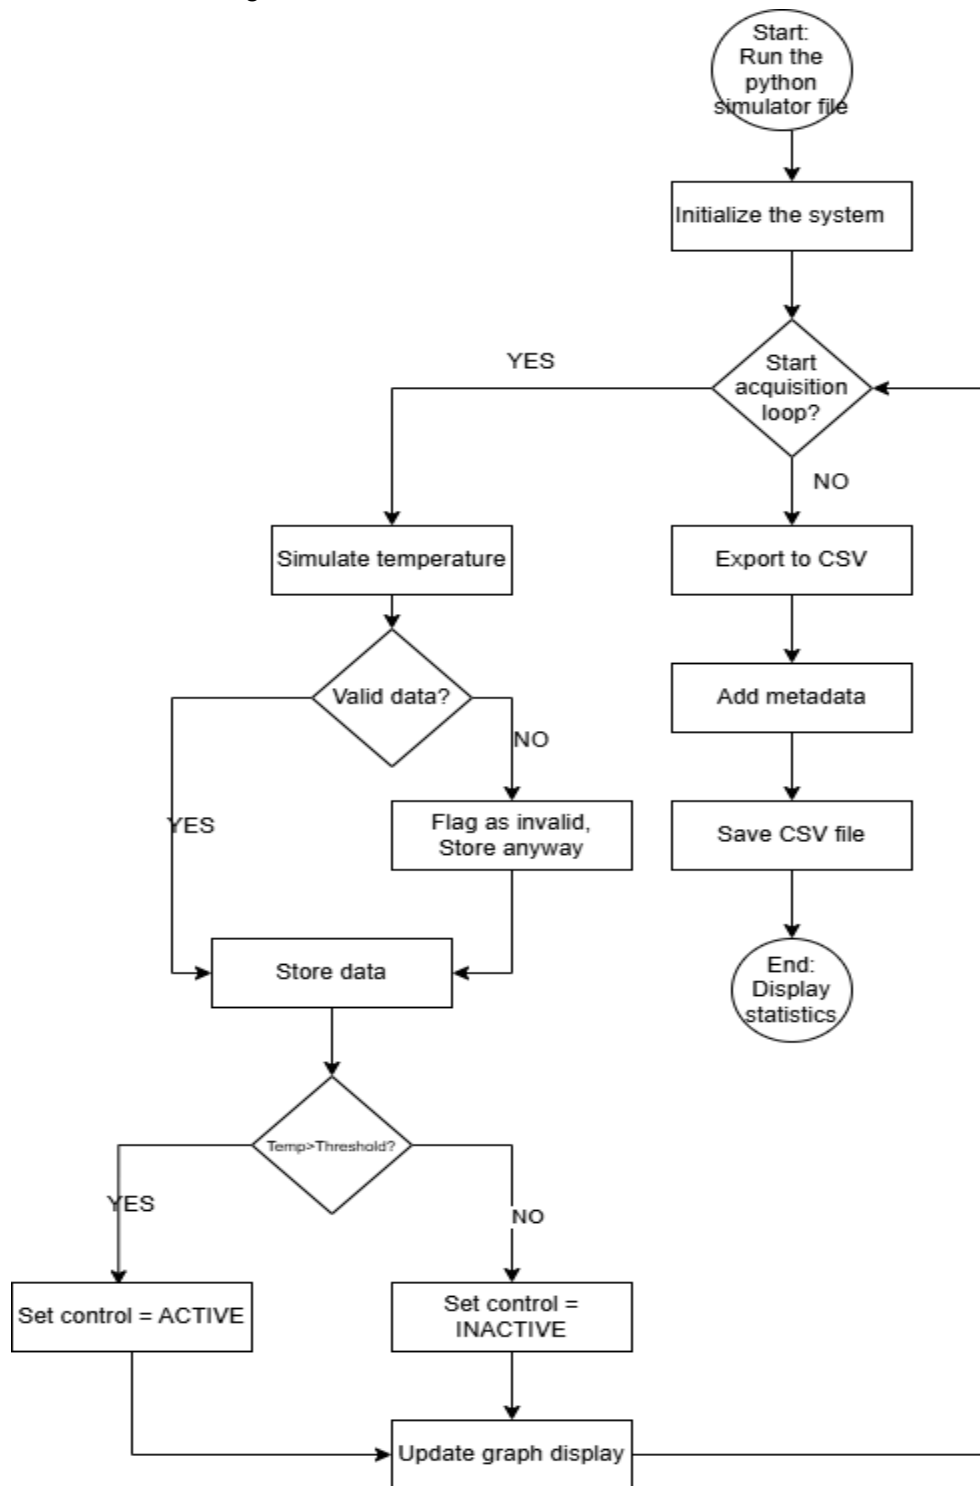 Start:
Run the
python
simulator file
Initialize the system
Start
acquisition
loop?
YES
NO
Simulate temperature
Export to CSV
Valid data?
Add metadata
NO
YES
Flag as invalid,
Store anyway
Save CSV file
Store data
End:
Display
statistics
Temp>Threshold?
YES
NO
Set control = ACTIVE
Set control =
INACTIVE
Update graph display